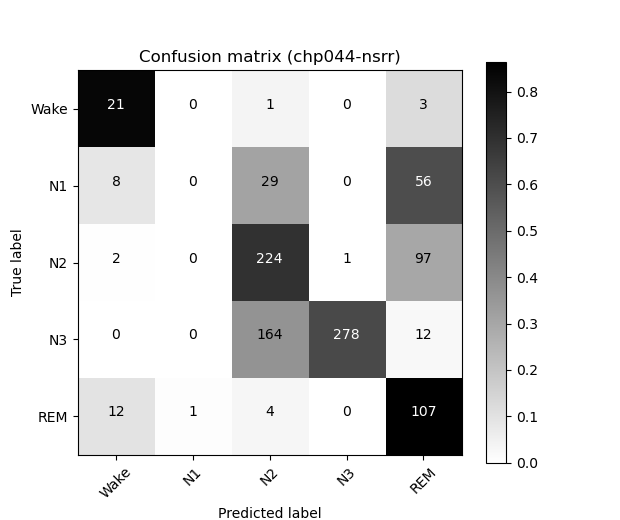 Confusion matrix (chp044-nsrr)
Wake 21 0 1 0 3
N1 8 0 29 0 56
N2 2 0 224 1 97
N3 0 0 164 278 12
REM 12 1 4 0 107
True label
Wake N1 N2 N3 REM
Predicted label
0.8
0.7
0.6
0.5
0.4
0.3
0.2
0.1
0.0